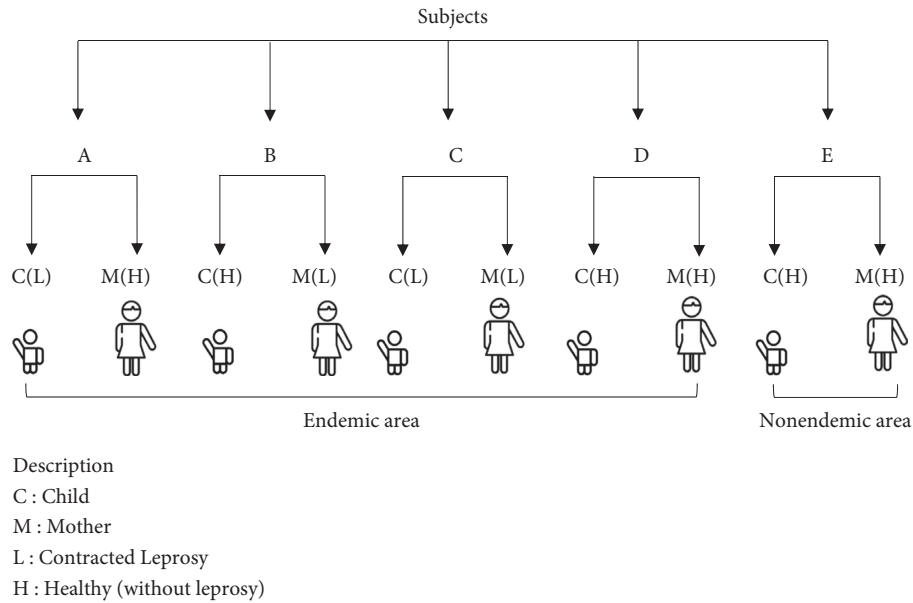 Subjects
A B C D E
C(L) M(H) C(H) M(L) C(L) M(L) C(H) M(H) C(H) M(H)
Endemic area Nonendemic area
Description
C : Child
M : Mother
L : Contracted Leprosy
H : Healthy (without leprosy)